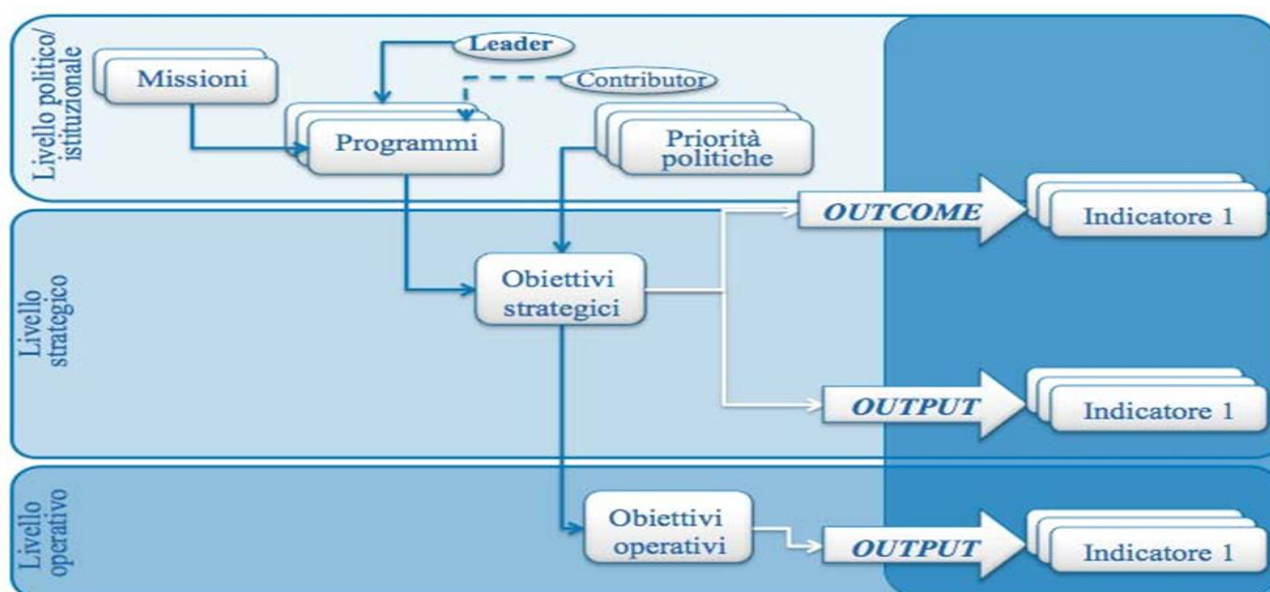 Livello politico/
istituzionale
Missioni
Leader
Contributor
Programmi
Priorità
politiche
OUTCOME
Indicatore 1
Livello
strategico
Obiettivi
strategici
OUTPUT
Indicatore 1
Livello
operativo
Obiettivi
operativi
OUTPUT
Indicatore 1